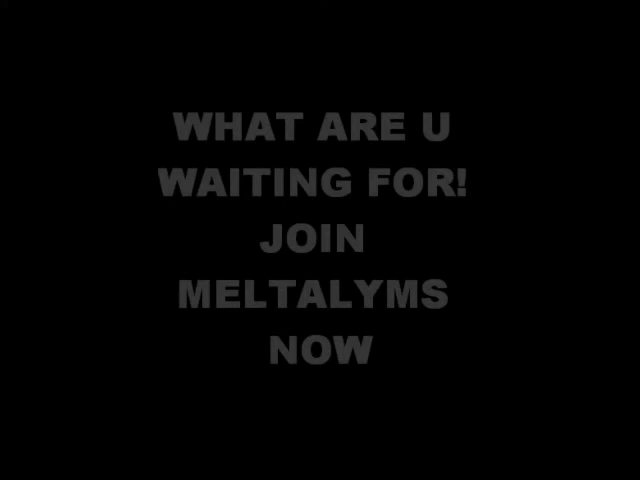 WHAT ARE U
WAITING FOR!
JOIN
MELTALYMS
NOW